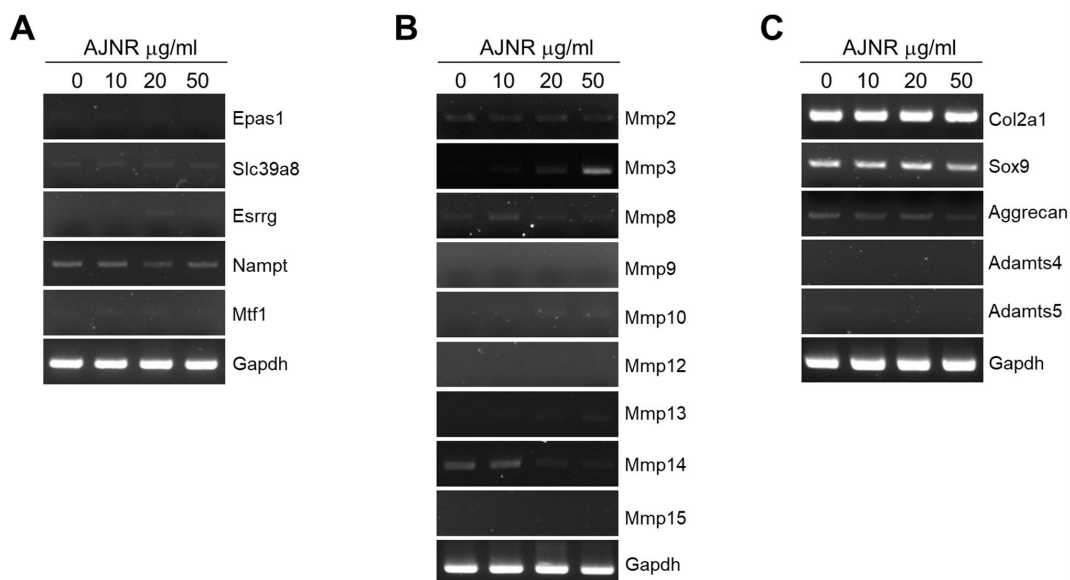 A
AJNR μg/ml
0 10 20 50
Epas1
Slc39a8
Esrrg
Nampt
Mtf1
Gapdh
B
AJNR μg/ml
0 10 20 50
Mmp2
Mmp3
Mmp8
Mmp9
Mmp10
Mmp12
Mmp13
Mmp14
Mmp15
Gapdh
C
AJNR μg/ml
0 10 20 50
Col2a1
Sox9
Aggrecan
Adamts4
Adamts5
Gapdh